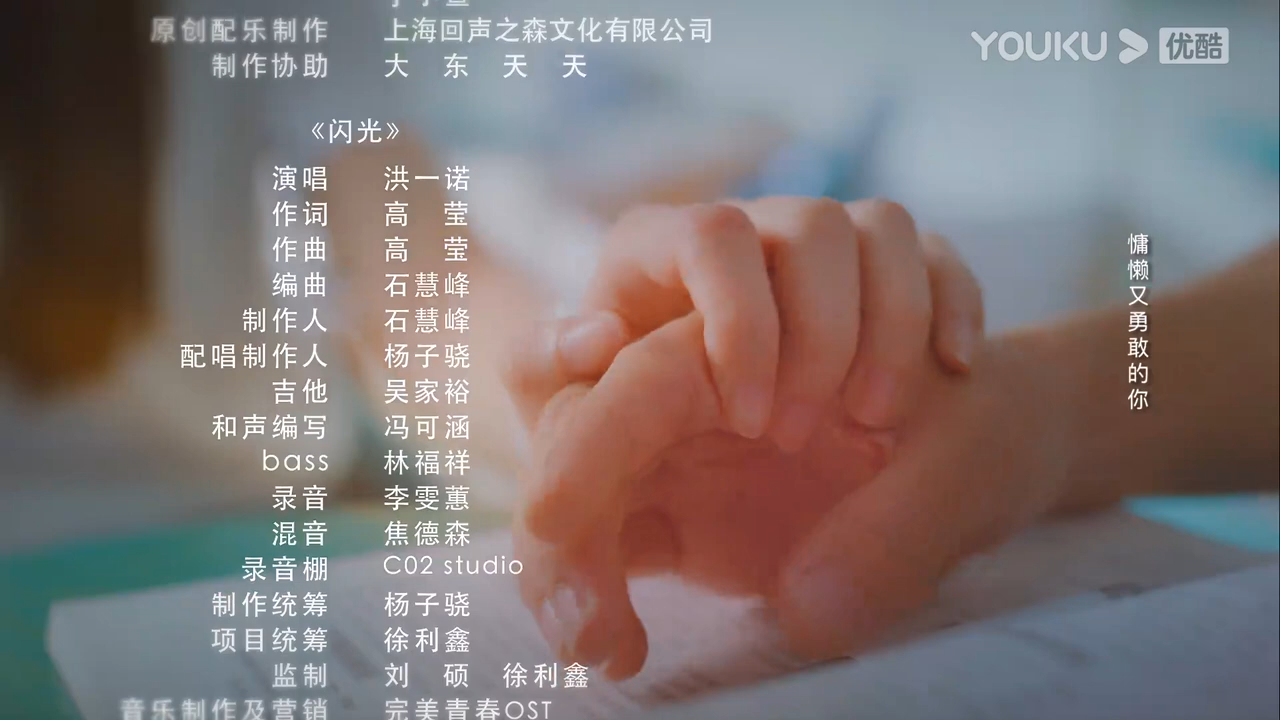 原创配乐制作 上海回声之森文化有限公司
制作协助 大 东 天 天
YOUKU 优酷
《闪光》
演唱 洪一诺
作词 高 莹
作曲 高 莹
编曲 石慧峰
制作人 石慧峰
配唱制作人 杨子骁
吉他 吴家裕
和声编写 冯可涵
bass 林福祥
录音 李雯蕙
混音 焦德森
录音棚 C02 studio
制作统筹 杨子骁
项目统筹 徐利鑫
监制 刘 硕 徐利鑫
音乐制作及营销 完美青春OST
慵懒又勇敢的你